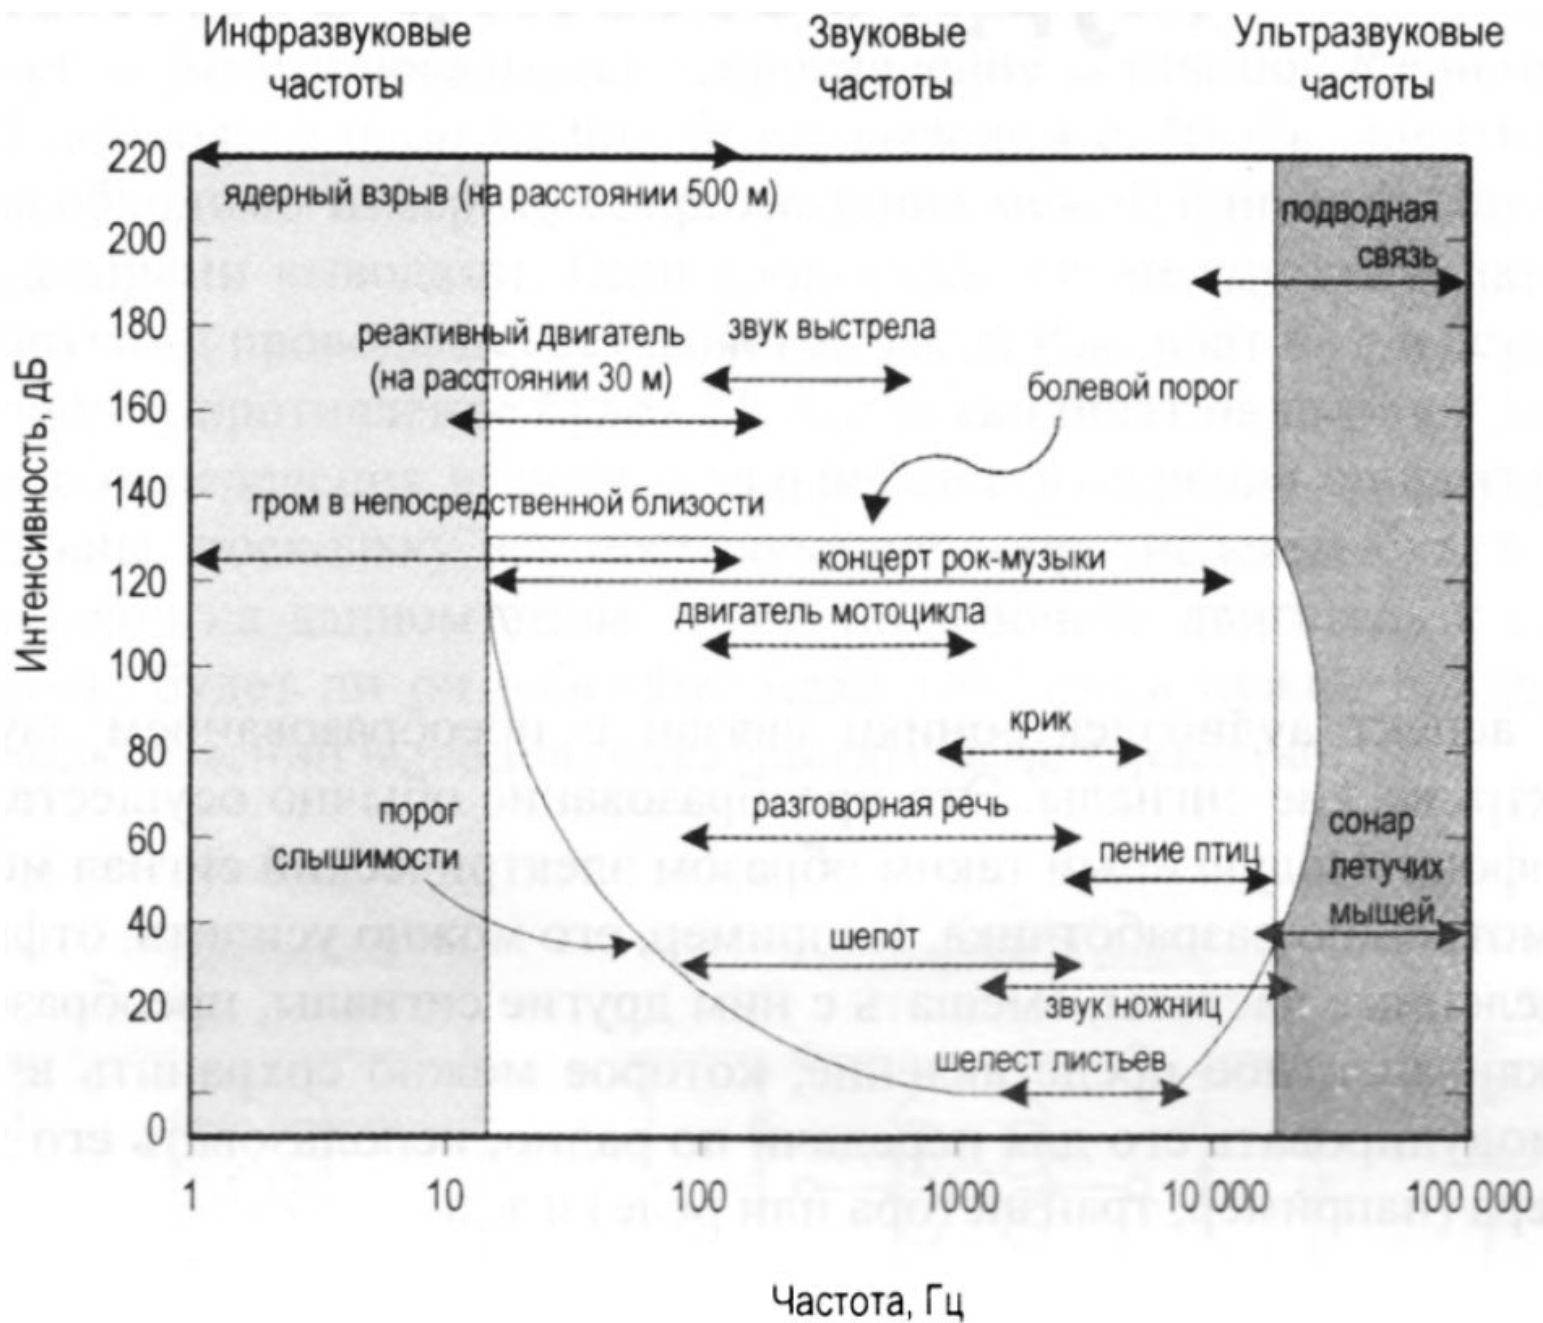 Инфразвуковые
частоты
Звуковые
частоты
Ультразвуковые
частоты
Интенсивность, дБ
220
200
180
160
140
120
100
80
60
40
20
0
ядерный взрыв (на расстоянии 500 м)
подводная
связь
реактивный двигатель
(на расстоянии 30 м)
звук выстрела
болевой порог
гром в непосредственной близости
концерт рок-музыки
двигатель мотоцикла
крик
разговорная речь
порог
слышимости
пение птиц
сонар
летучих
мышей
шепот
звук ножниц
шелест листьев
1
10
100
1000
10 000
100 000
Частота, Гц